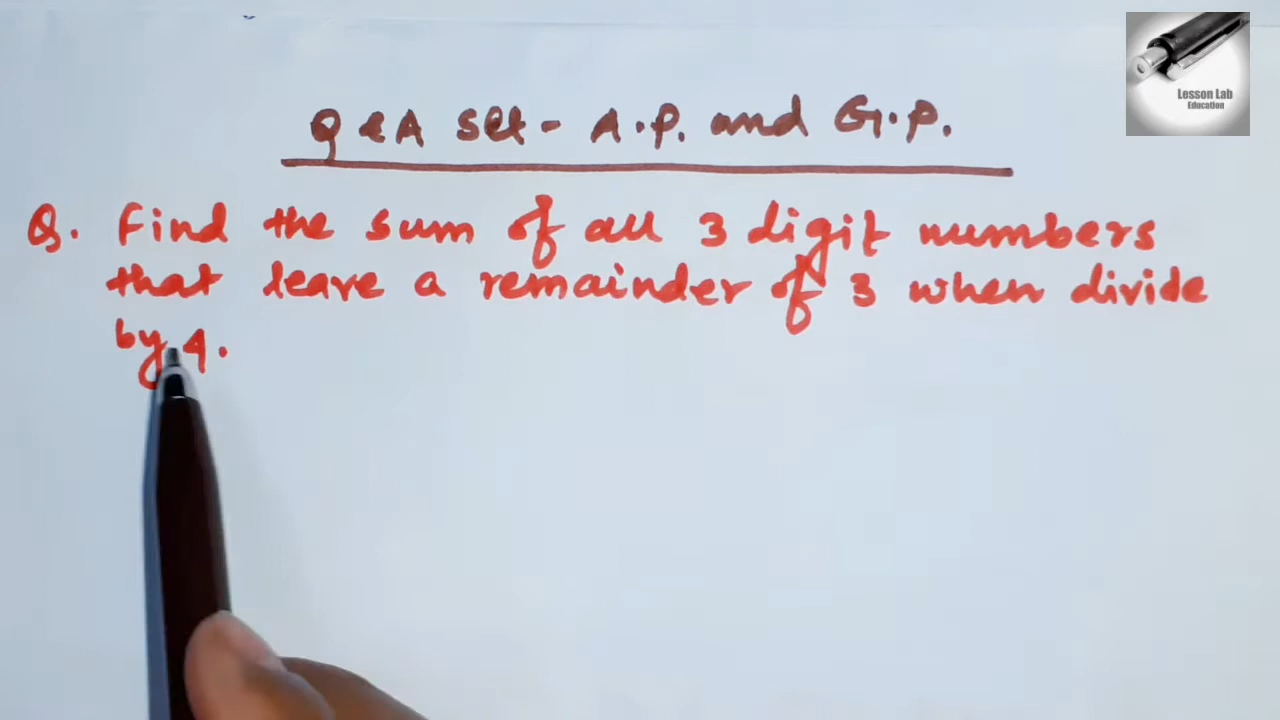 Lesson Lab
Education
Q & A Set - A.P. and G.P.
Q. Find the sum of all 3 digit numbers
that leave a remainder of 3 when divide
by 4.